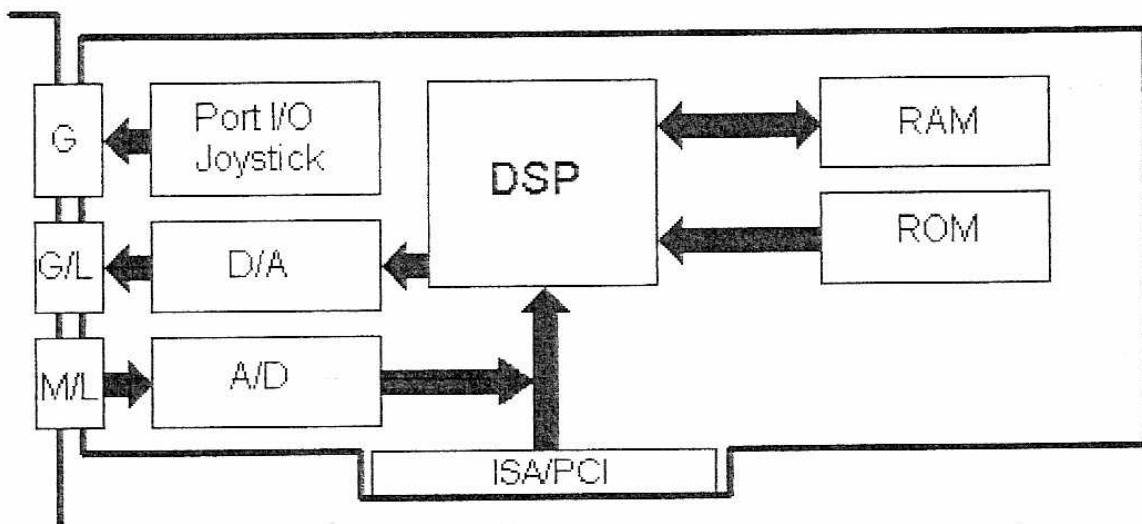 G
Port I/O
Joystick
DSP
RAM
G/L
D/A
ROM
M/L
A/D
ISA/PCI